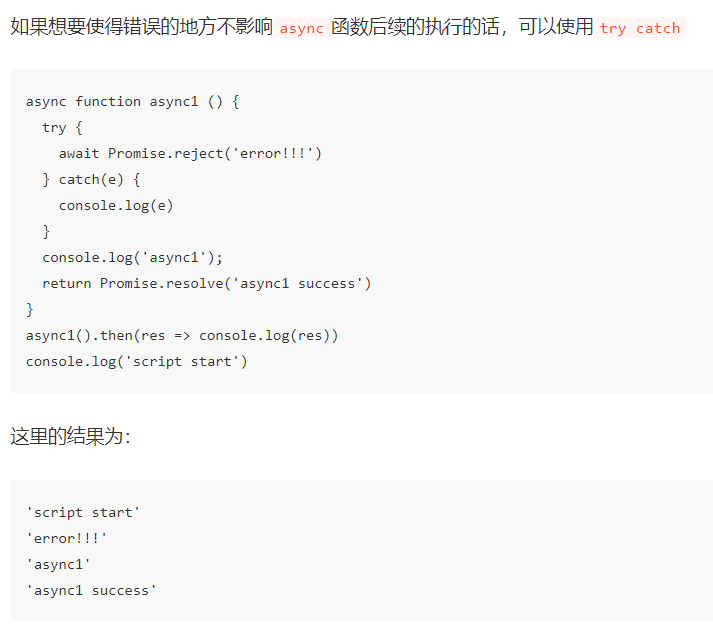 如果想要使得错误的地方不影响 async 函数后续的执行的话，可以使用 try catch
async function async1 () {
  try {
    await Promise.reject('error!!!')
  } catch(e) {
    console.log(e)
  }
  console.log('async1');
  return Promise.resolve('async1 success')
}
async1().then(res => console.log(res))
console.log('script start')
这里的结果为：
'script start'
'error!!!'
'async1'
'async1 success'